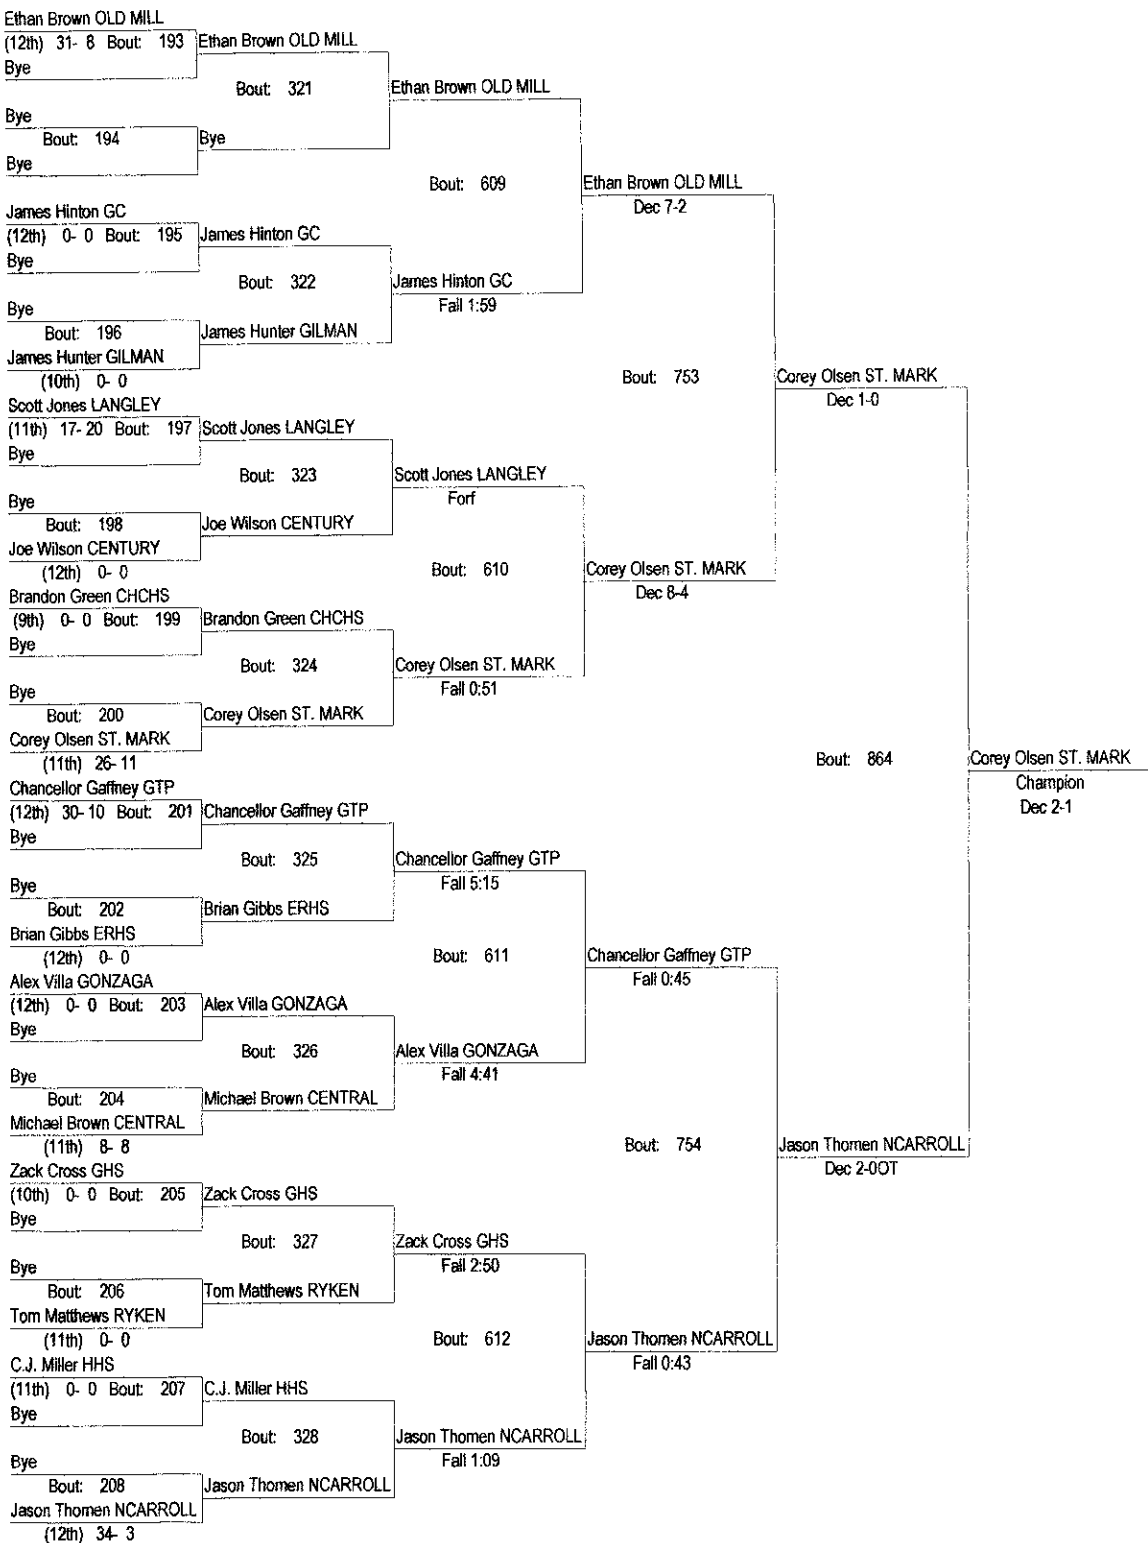 Ethan Brown OLD MILL
(12th) 31- 8 Bout: 193
Bye
Bye
Bout: 194
Bye
James Hinton GC
(12th) 0- 0 Bout: 195
Bye
Bye
Bout: 196
James Hunter GILMAN
(10th) 0- 0
Scott Jones LANGLEY
(11th) 17- 20 Bout: 197
Bye
Bye
Bout: 198
Joe Wilson CENTURY
(12th) 0- 0
Brandon Green CHCHS
(9th) 0- 0 Bout: 199
Bye
Bye
Bout: 200
Corey Olsen ST. MARK
(11th) 26- 11
Chancellor Gaffney GTP
(12th) 30- 10 Bout: 201
Bye
Bye
Bout: 202
Brian Gibbs ERHS
(12th) 0- 0
Alex Villa GONZAGA
(12th) 0- 0 Bout: 203
Bye
Bye
Bout: 204
Michael Brown CENTRAL
(11th) 8- 8
Zack Cross GHS
(10th) 0- 0 Bout: 205
Bye
Bye
Bout: 206
Tom Matthews RYKEN
(11th) 0- 0
C.J. Miller HHS
(11th) 0- 0 Bout: 207
Bye
Bye
Bout: 208
Jason Thomen NCARROLL
(12th) 34- 3
Ethan Brown OLD MILL
Bout: 321
Bye
James Hinton GC
Bout: 322
James Hunter GILMAN
Scott Jones LANGLEY
Bout: 323
Joe Wilson CENTURY
Brandon Green CHCHS
Bout: 324
Corey Olsen ST. MARK
Chancellor Gaffney GTP
Bout: 325
Brian Gibbs ERHS
Alex Villa GONZAGA
Bout: 326
Michael Brown CENTRAL
Zack Cross GHS
Bout: 327
Tom Matthews RYKEN
C.J. Miller HHS
Bout: 328
Jason Thomen NCARROLL
Ethan Brown OLD MILL
Bout: 609
James Hinton GC
Fall 1:59
Scott Jones LANGLEY
Forf
Bout: 610
Corey Olsen ST. MARK
Fall 0:51
Chancellor Gaffney GTP
Fall 5:15
Bout: 611
Alex Villa GONZAGA
Fall 4:41
Zack Cross GHS
Fall 2:50
Bout: 612
Jason Thomen NCARROLL
Fall 1:09
Ethan Brown OLD MILL
Dec 7-2
Bout: 753
Corey Olsen ST. MARK
Dec 8-4
Chancellor Gaffney GTP
Fall 0:45
Bout: 754
Jason Thomen NCARROLL
Fall 0:43
Corey Olsen ST. MARK
Dec 1-0
Bout: 864
Jason Thomen NCARROLL
Dec 2-0OT
Corey Olsen ST. MARK
Champion
Dec 2-1